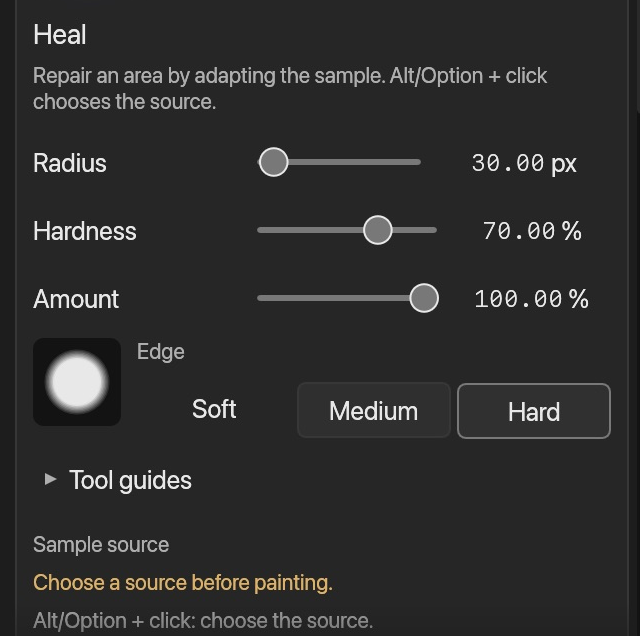 Heal
Repair an area by adapting the sample. Alt/Option + click
chooses the source.
Radius 30.00 px
Hardness 70.00 %
Amount 100.00 %
Edge
Soft Medium Hard
Tool guides
Sample source
Choose a source before painting.
Alt/Option + click: choose the source.